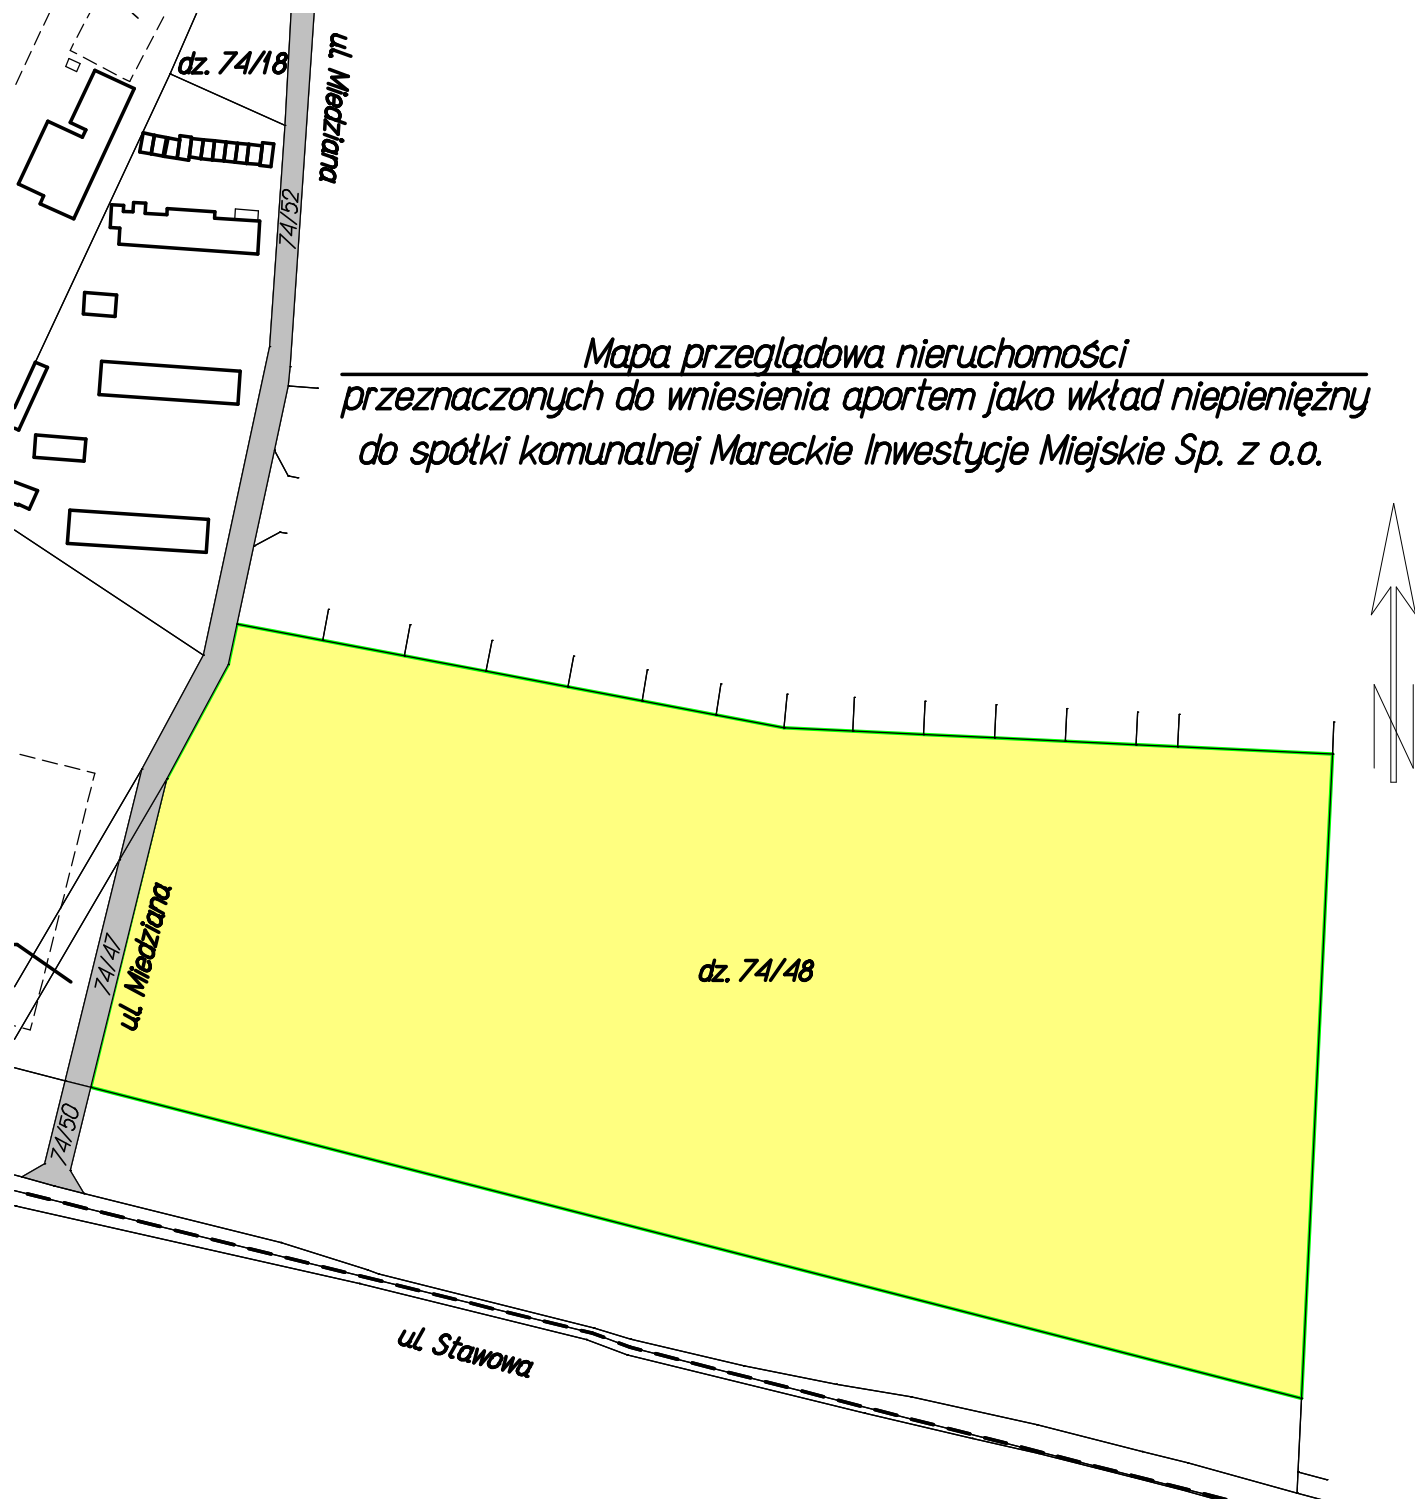 dz. 74/18
ul. Miedziana
74/52
Mapa przeglądowa nieruchomości
przeznaczonych do wniesienia aportem jako wkład niepieniężny
do spółki komunalnej Mareckie Inwestycje Miejskie Sp. z o.o.
N
74/47
ul. Miedziana
dz. 74/48
74/50
ul. Stawowa